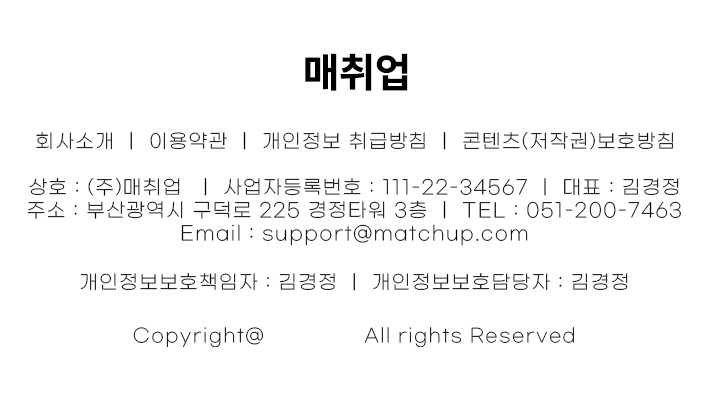 매취업
회사소개 | 이용약관 | 개인정보 취급방침 | 콘텐츠(저작권)보호방침
상호 : (주)매취업 | 사업자등록번호 : 111-22-34567 | 대표 : 김경정
주소 : 부산광역시 구덕로 225 경정타워 3층 | TEL : 051-200-7463
Email : support@matchup.com
개인정보보호책임자 : 김경정 | 개인정보보호담당자 : 김경정
Copyright@ All rights Reserved